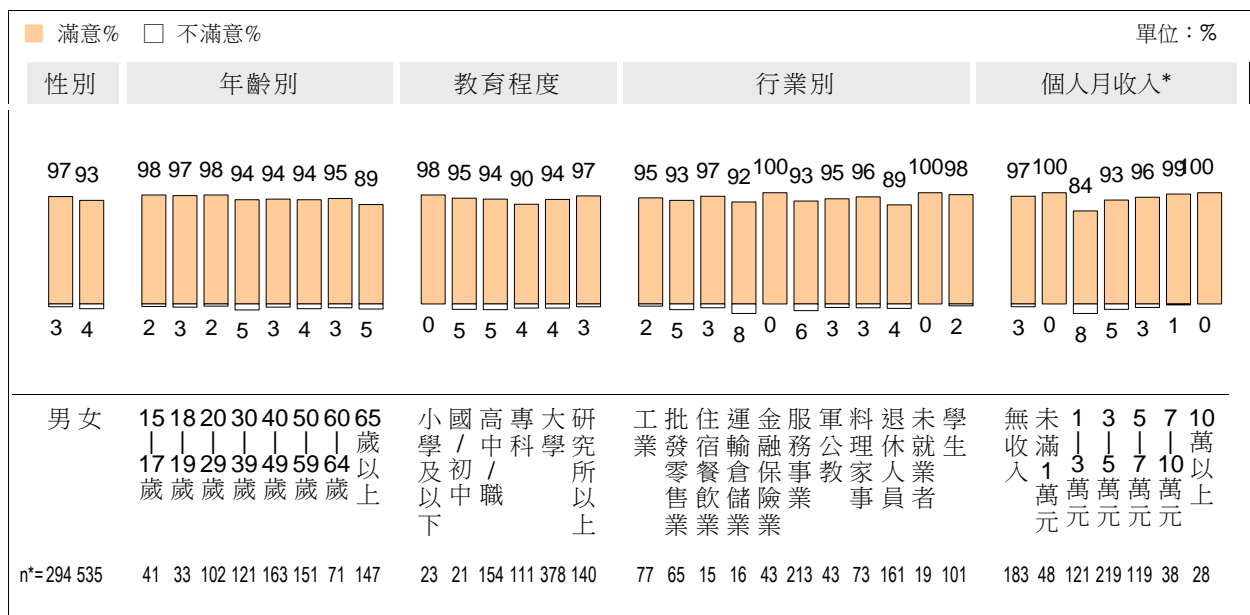 滿意% 不滿意% 單位：%
性別 年齡別 教育程度 行業別 個人月收入*
97 93 98 97 98 94 94 94 95 89 98 95 94 90 94 97 95 93 97 92 100 93 95 96 89 100 98 97 100 84 93 96 99 100
3 4 2 3 2 5 3 4 3 5 0 5 5 4 4 3 2 5 3 8 0 6 3 3 4 0 2 3 0 8 5 3 1 0
男
女
15|17歲
18|19歲
20|29歲
30|39歲
40|49歲
50|59歲
60|64歲
65歲以上
小學及以下
國/初中
高中/職
專科
大學
研究所以上
工業
批發零售業
住宿餐飲業
運輸倉儲業
金融保險業
服務事業
軍公教
料理家事
退休人員
未就業者
學生
無收入
未滿1萬元
1|3萬元
3|5萬元
5|7萬元
7|10萬元
10萬以上
n*= 294 535 41 33 102 121 163 151 71 147 23 21 154 111 378 140 77 65 15 16 43 213 43 73 161 19 101 183 48 121 219 119 38 28